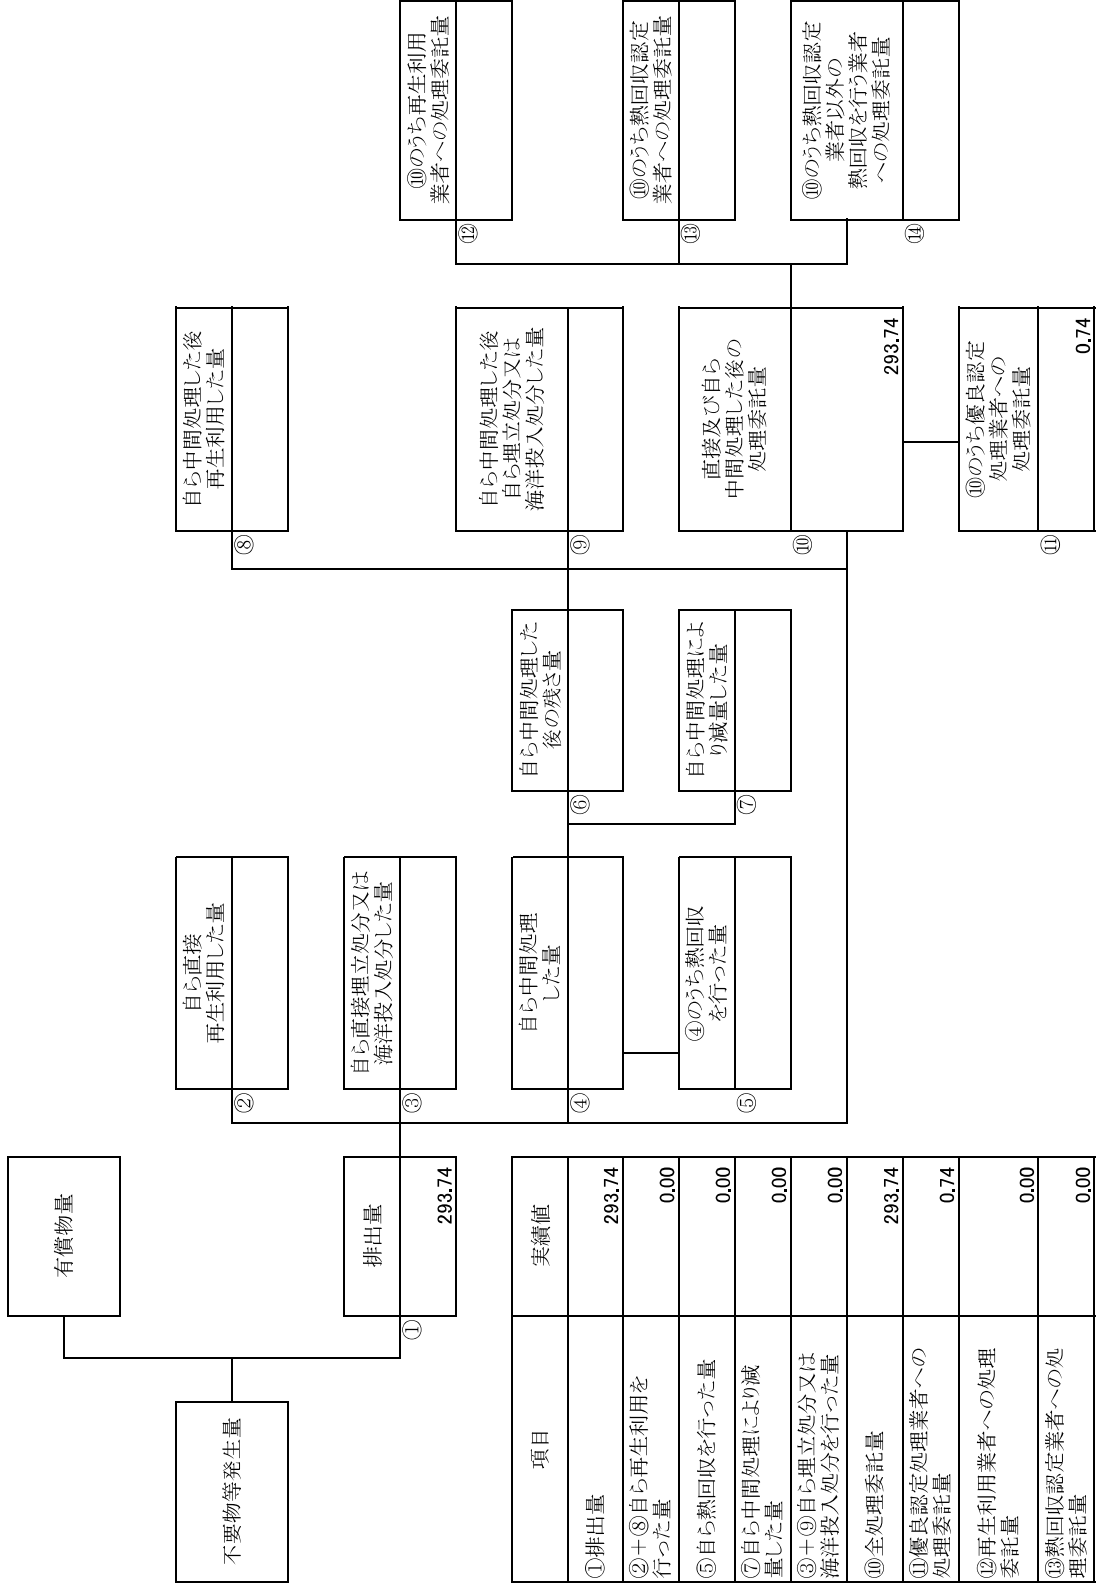 不要物等発生量
有償物量
排出量
①
293.74
自ら直接
再生利用した量
②
自ら直接埋立処分又は
海洋投入処分した量
③
自ら中間処理
した量
④
④のうち熱回収
を行った量
⑤
自ら中間処理した
後の残さ量
⑥
自ら中間処理によ
り減量した量
⑦
自ら中間処理した後
再生利用した量
⑧
自ら中間処理した後
自ら埋立処分又は
海洋投入処分した量
⑨
直接及び自ら
中間処理した後の
処理委託量
⑩
293.74
⑩のうち優良認定
処理業者への
処理委託量
⑪
0.74
⑩のうち再生利用
業者への処理委託量
⑫
⑩のうち熱回収認定
業者への処理委託量
⑬
⑩のうち熱回収認定
業者以外の
熱回収を行う業者
への処理委託量
⑭
項目 実績値
①排出量 293.74
②+⑧自ら再生利用を
行った量 0.00
⑤自ら熱回収を行った量 0.00
⑦自ら中間処理により減
量した量 0.00
③+⑨自ら埋立処分又は
海洋投入処分を行った量 0.00
⑩全処理委託量 293.74
⑪優良認定処理業者への
処理委託量 0.74
⑫再生利用業者への処理
委託量 0.00
⑬熱回収認定業者への処
理委託量 0.00